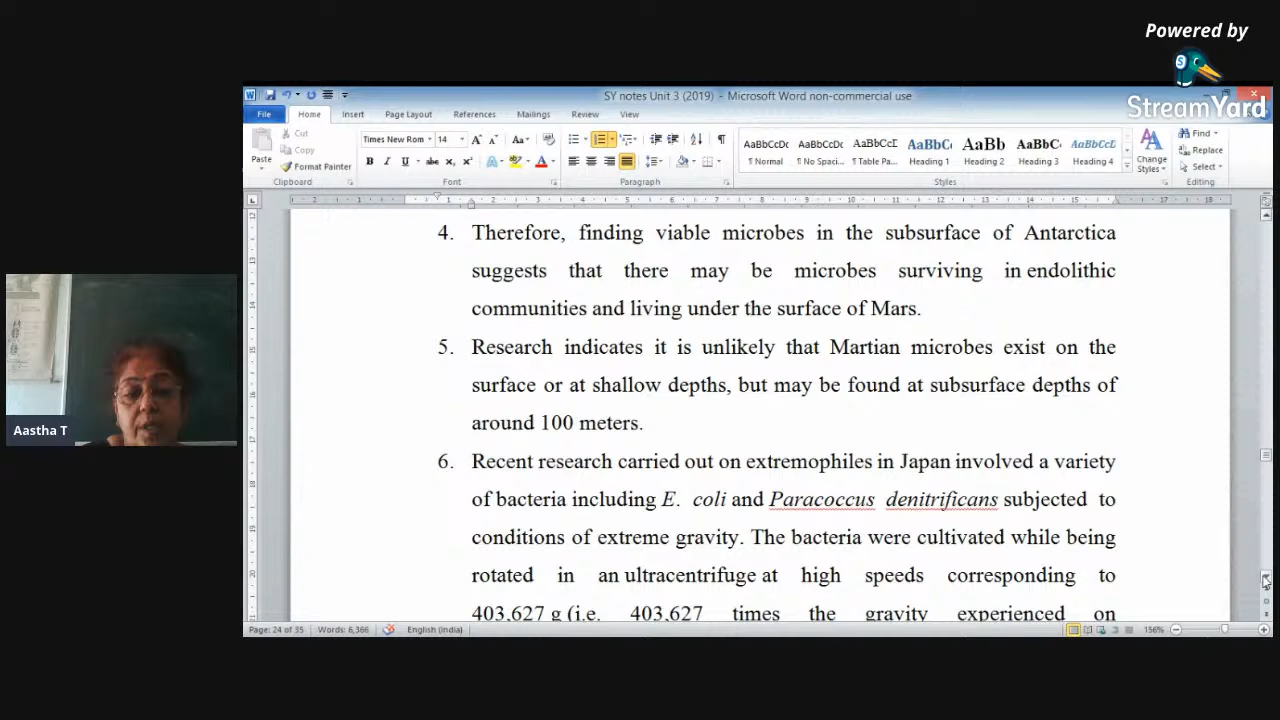 Powered by
StreamYard
SY notes Unit 3 (2019) - Microsoft Word non-commercial use
File Home Insert Page Layout References Mailings Review View
Cut
Copy
Paste
Format Painter
Clipboard
Times New Rom 14
Font
Paragraph
AaBbCcDc AaBbCcDc AaBbCcD AaBbC AaBb AaBbC AaBbCcD
¶ Normal ¶ No Spaci... ¶ Table Pa... Heading 1 Heading 2 Heading 3 Heading 4
Styles
Change Styles
Find
Replace
Select
Editing
4. Therefore, finding viable microbes in the subsurface of Antarctica
suggests that there may be microbes surviving in endolithic
communities and living under the surface of Mars.
5. Research indicates it is unlikely that Martian microbes exist on the
surface or at shallow depths, but may be found at subsurface depths of
around 100 meters.
6. Recent research carried out on extremophiles in Japan involved a variety
of bacteria including E. coli and Paracoccus denitrificans subjected to
conditions of extreme gravity. The bacteria were cultivated while being
rotated in an ultracentrifuge at high speeds corresponding to
403,627 g (i.e. 403,627 times the gravity experienced on
Aastha T
Page: 24 of 35 Words: 6,366 English (India) 156%